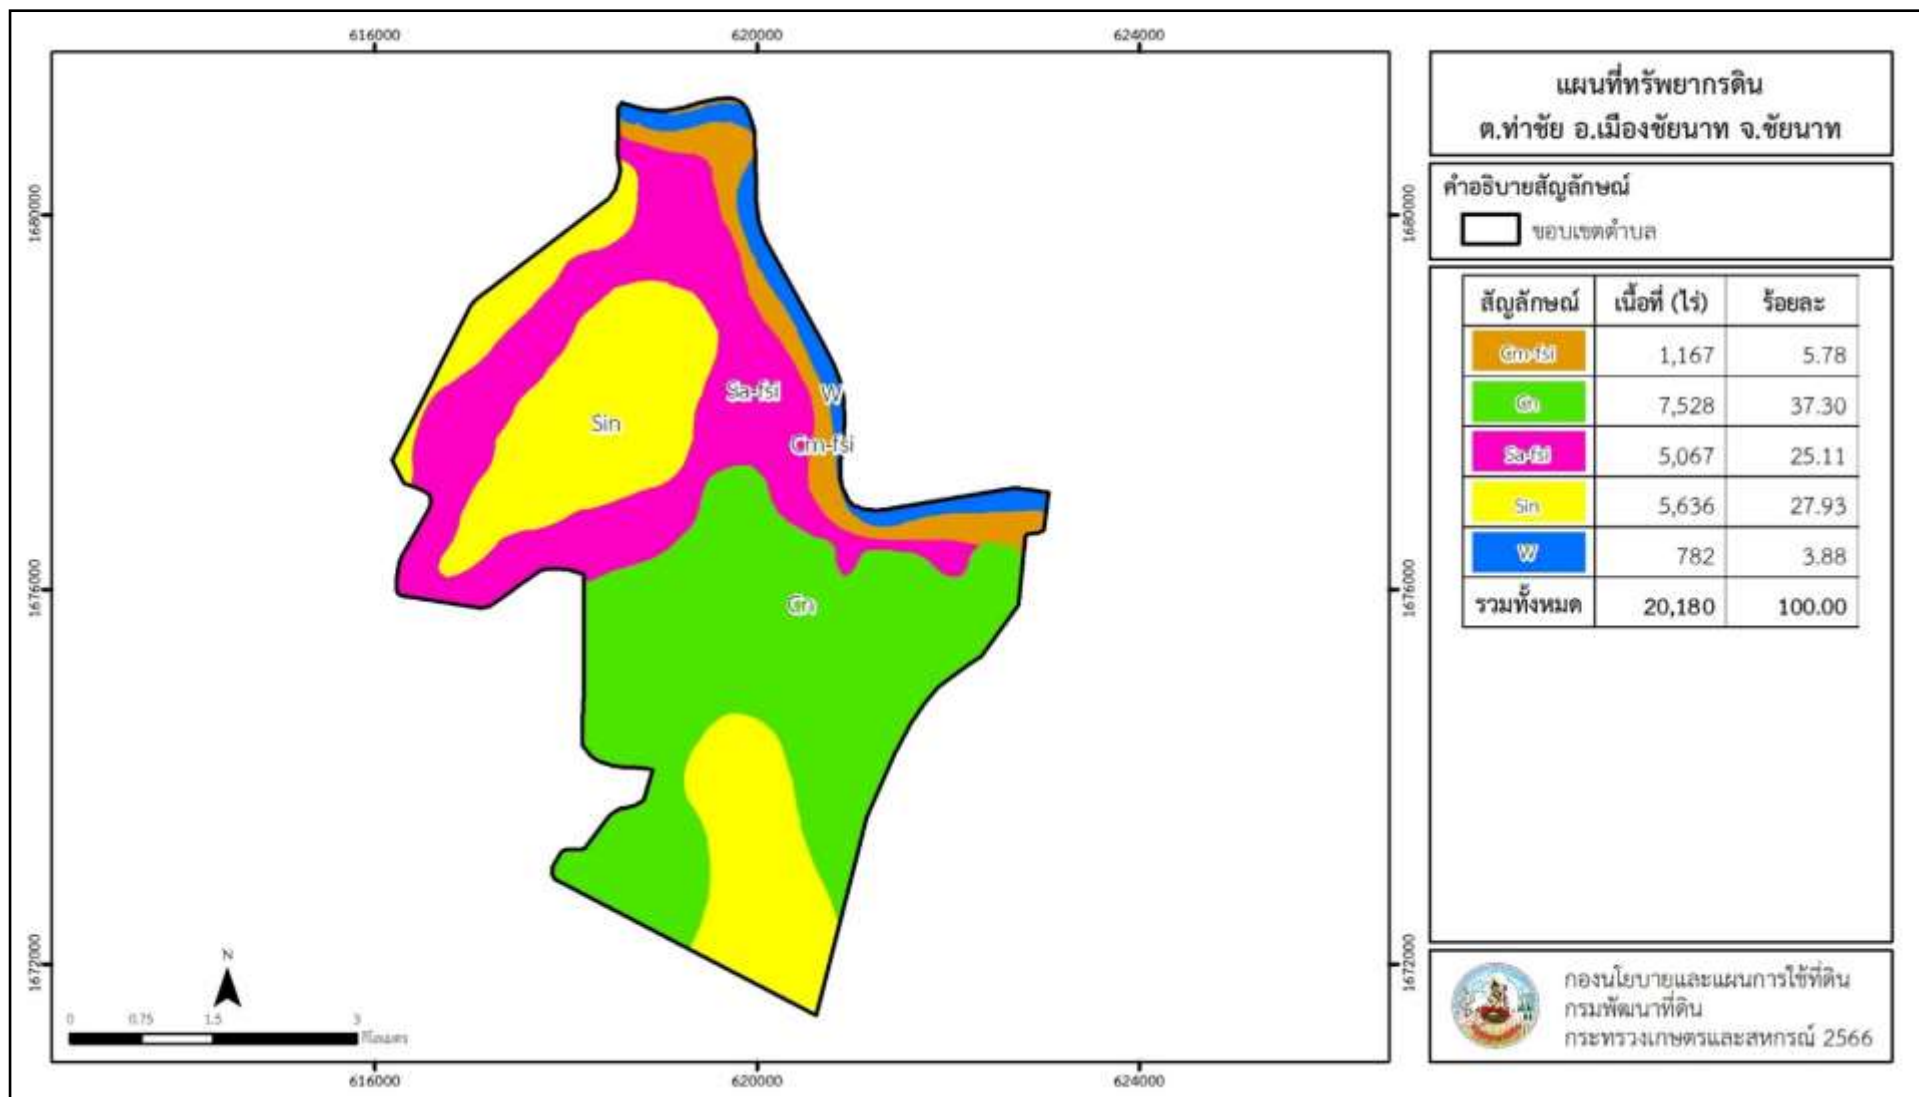 616000 620000 624000
แผนที่ทรัพยากรดิน
ต.ท่าชัย อ.เมืองชัยนาท จ.ชัยนาท
คำอธิบายสัญลักษณ์
ขอบเขตตำบล
1680000 1680000
สัญลักษณ์ เนื้อที่ (ไร่) ร้อยละ
Cm-fsi 1,167 5.78
Cn 7,528 37.30
Sa-fsi 5,067 25.11
Sin 5,636 27.93
W 782 3.88
รวมทั้งหมด 20,180 100.00
Sa-fsi W
Sin
Cm-fsi
1676000 1676000
Cn
1672000 1672000
N
0 0.75 1.5 3
กิโลเมตร
616000 620000 624000
กองนโยบายและแผนการใช้ที่ดิน
กรมพัฒนาที่ดิน
กระทรวงเกษตรและสหกรณ์ 2566